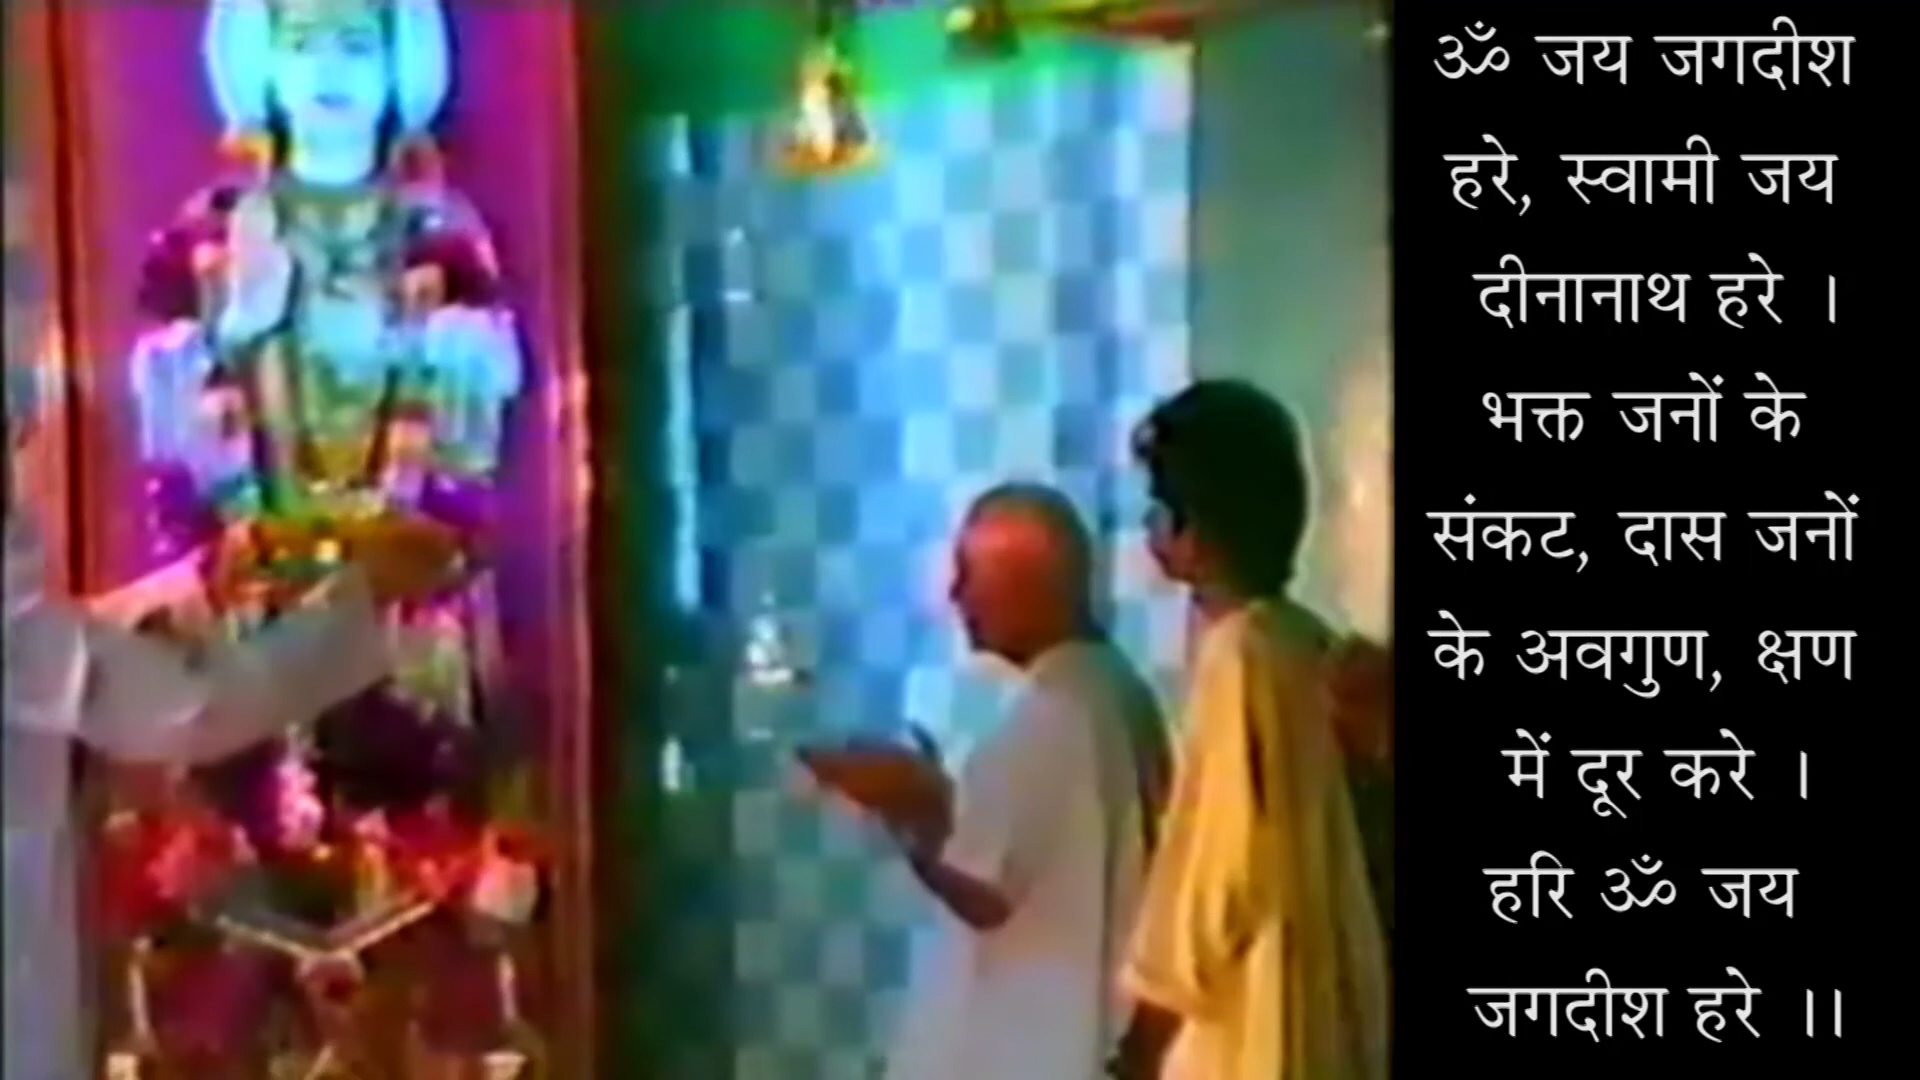 ॐ जय जगदीश
हरे, स्वामी जय
दीनानाथ हरे ।
भक्त जनों के
संकट, दास जनों
के अवगुण, क्षण
में दूर करे ।
हरि ॐ जय
जगदीश हरे ।।